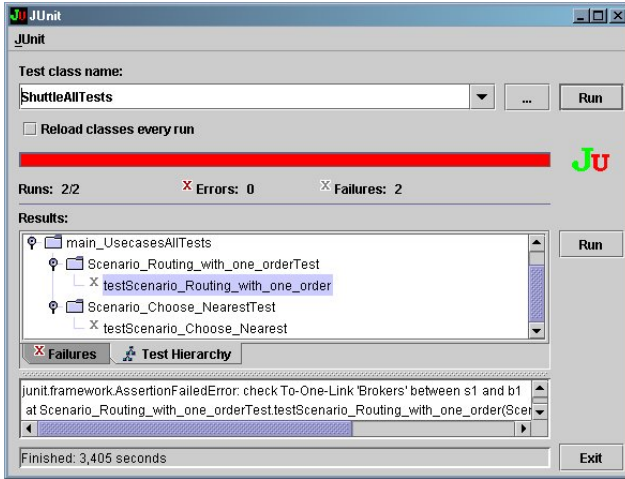 JUnit
JUnit
Test class name:
ShuttleAllTests
... Run
Reload classes every run
JU
Runs: 2/2 X Errors: 0 X Failures: 2
Results:
main_UsecasesAllTests
Run
Scenario_Routing_with_one_orderTest
X testScenario_Routing_with_one_order
Scenario_Choose_NearestTest
X testScenario_Choose_Nearest
X Failures Test Hierarchy
junit.framework.AssertionFailedError: check To-One-Link 'Brokers' between s1 and b1
at Scenario_Routing_with_one_orderTest.testScenario_Routing_with_one_order(Scer
Finished: 3,405 seconds
Exit